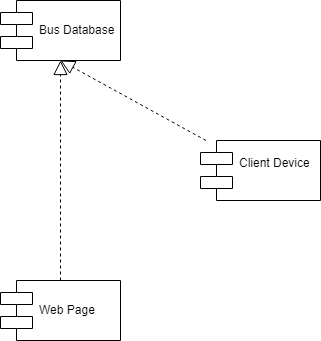 Bus Database
Client Device
Web Page